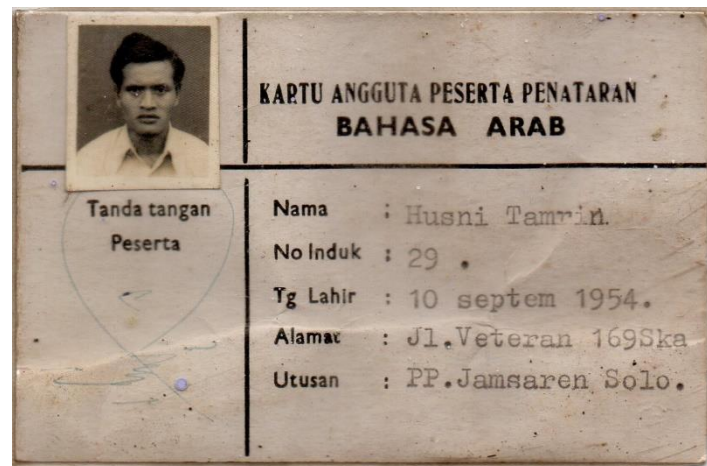 KARTU ANGGUTA PESERTA PENATARAN
BAHASA ARAB
Tanda tangan
Peserta
Nama : Husni Tamrin
No Induk : 29 .
Tg Lahir : 10 septem 1954.
Alamat : Jl.Veteran 169Ska
Utusan : PP.Jamsaren Solo.